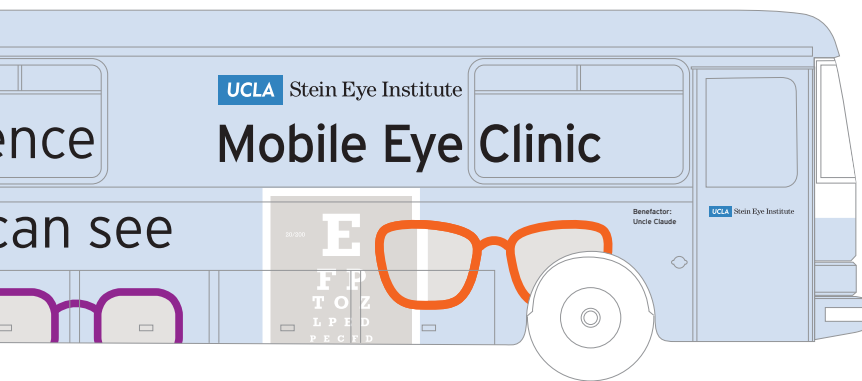 UCLA Stein Eye Institute
ence
Mobile Eye Clinic
can see
Benefactor:
Uncle Claude
UCLA Stein Eye Institute
20/200
E
F P
T O Z
L P E D
P E C F D